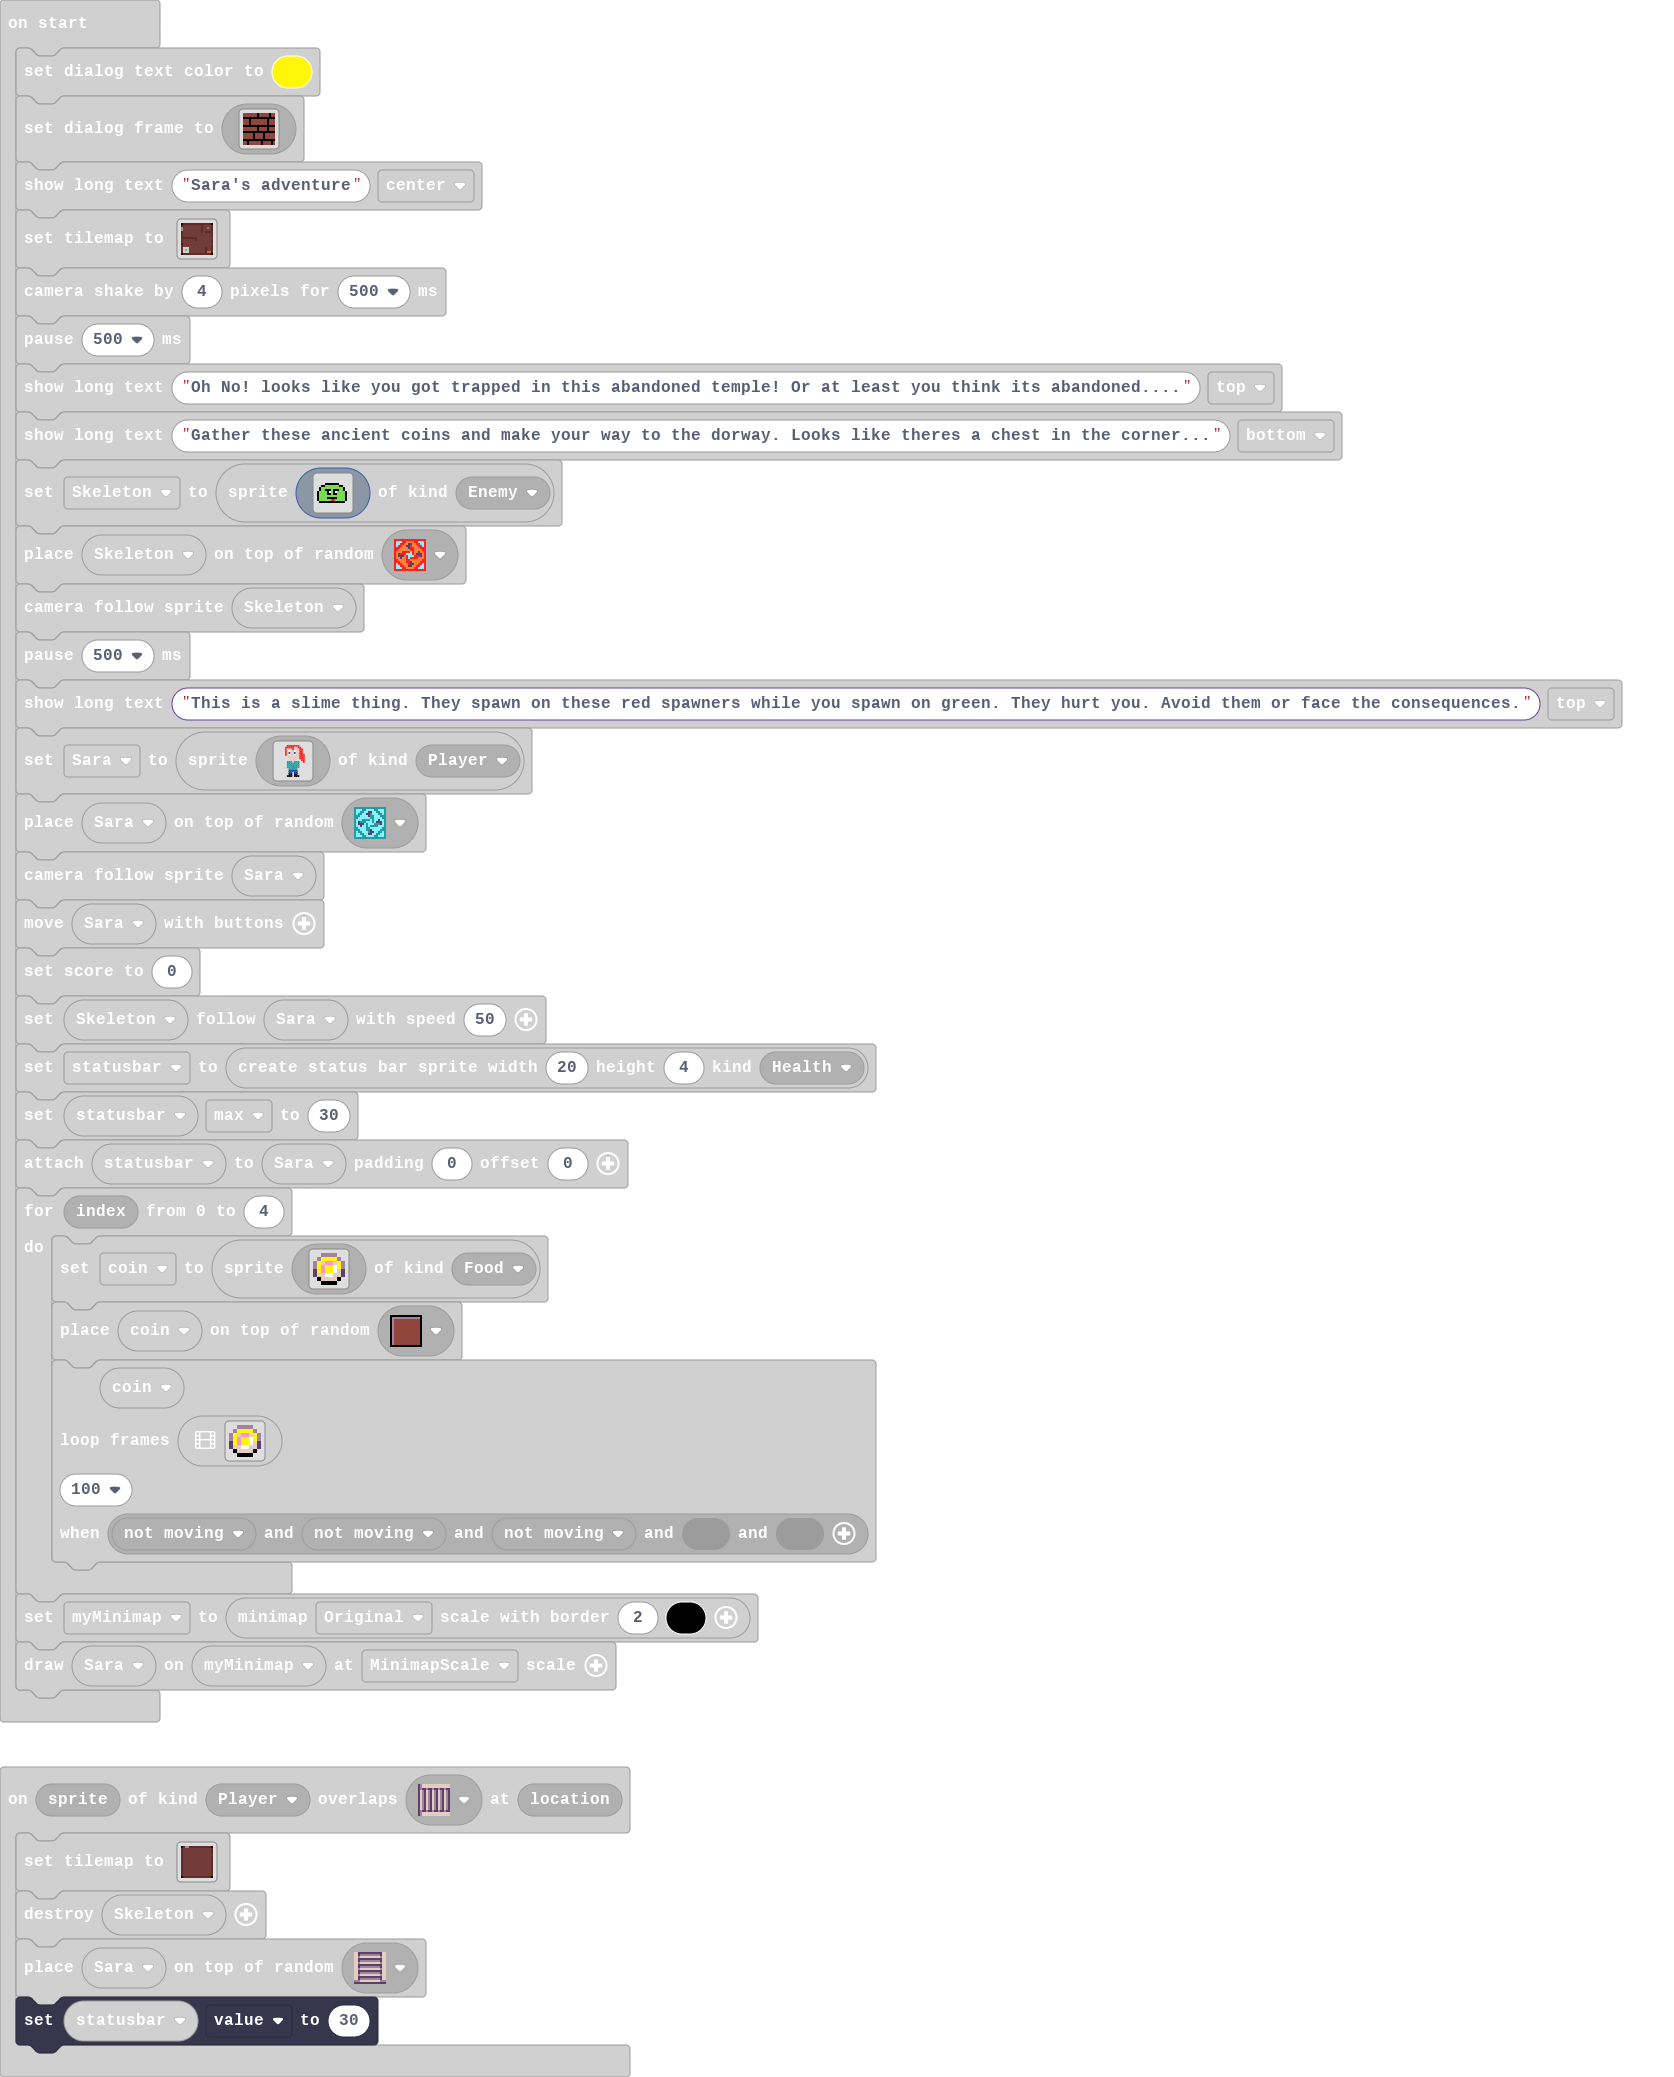 on start
set dialog text color to
set dialog frame to
show long text "Sara's adventure" center
set tilemap to
camera shake by 4 pixels for 500 ms
pause 500 ms
show long text "Oh No! looks like you got trapped in this abandoned temple! Or at least you think its abandoned...." top
show long text "Gather these ancient coins and make your way to the dorway. Looks like theres a chest in the corner..." bottom
set Skeleton to sprite of kind Enemy
place Skeleton on top of random
camera follow sprite Skeleton
pause 500 ms
show long text "This is a slime thing. They spawn on these red spawners while you spawn on green. They hurt you. Avoid them or face the consequences." top
set Sara to sprite of kind Player
place Sara on top of random
camera follow sprite Sara
move Sara with buttons
set score to 0
set Skeleton follow Sara with speed 50
set statusbar to create status bar sprite width 20 height 4 kind Health
set statusbar max to 30
attach statusbar to Sara padding 0 offset 0
for index from 0 to 4
do
set coin to sprite of kind Food
place coin on top of random
coin
loop frames
100
when not moving and not moving and not moving and and
set myMinimap to minimap Original scale with border 2
draw Sara on myMinimap at MinimapScale scale
on sprite of kind Player overlaps at location
set tilemap to
destroy Skeleton
place Sara on top of random
set statusbar value to 30